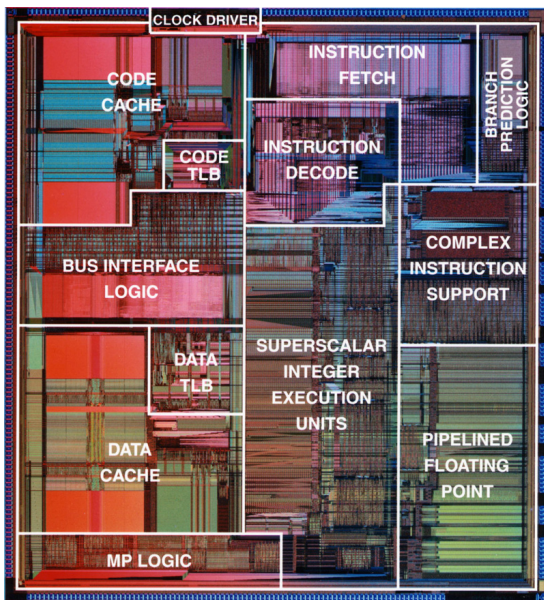 CLOCK DRIVER
CODE
CACHE
CODE
TLB
INSTRUCTION
FETCH
BRANCH
PREDICTION
LOGIC
INSTRUCTION
DECODE
BUS INTERFACE
LOGIC
COMPLEX
INSTRUCTION
SUPPORT
DATA
TLB
SUPERSCALAR
INTEGER
EXECUTION
UNITS
DATA
CACHE
PIPELINED
FLOATING
POINT
MP LOGIC